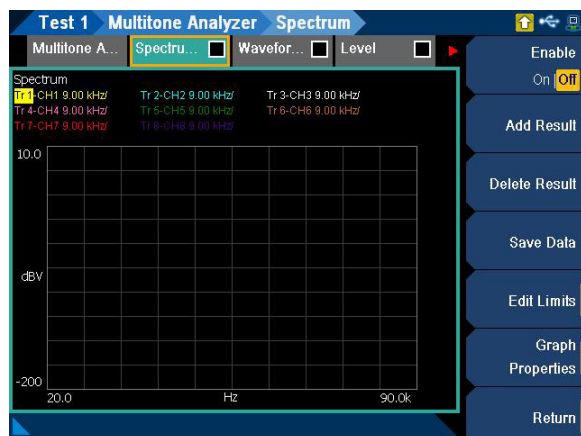 Test 1 Multitone Analyzer Spectrum
Multitone A... Spectru... Wavefor... Level
Spectrum
Tr 1-CH1 9.00 kHz/ Tr 2-CH2 9.00 kHz/ Tr 3-CH3 9.00 kHz/
Tr 4-CH4 9.00 kHz/ Tr 5-CH5 9.00 kHz/ Tr 6-CH6 9.00 kHz/
Tr 7-CH7 9.00 kHz/ Tr 8-CH8 9.00 kHz/
10.0
dBV
-200
20.0 Hz 90.0k
Enable
On | Off
Add Result
Delete Result
Save Data
Edit Limits
Graph
Properties
Return